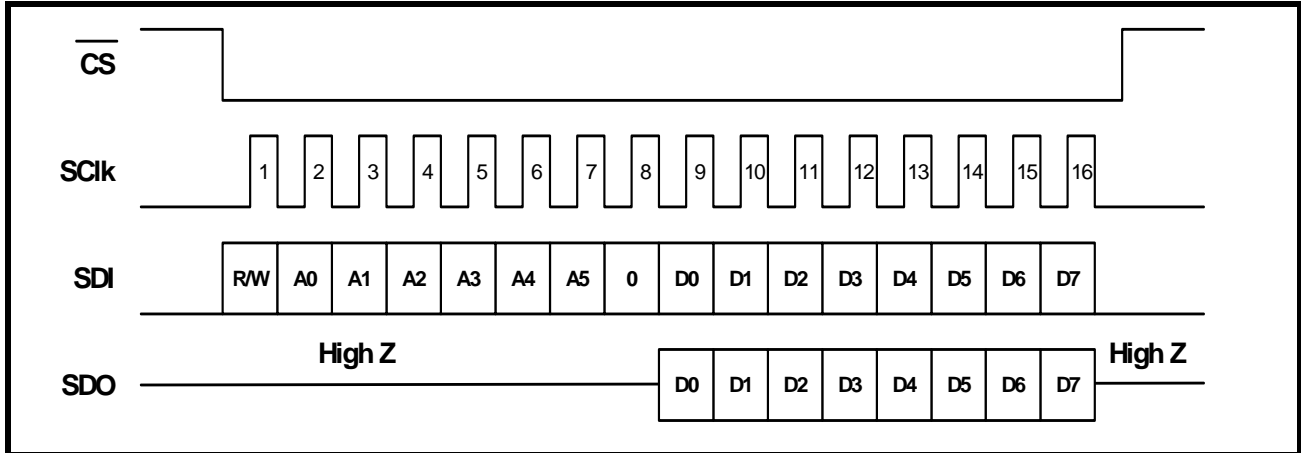 CS
SClk 1 2 3 4 5 6 7 8 9 10 11 12 13 14 15 16
SDI R/W A0 A1 A2 A3 A4 A5 0 D0 D1 D2 D3 D4 D5 D6 D7
High Z High Z
SDO D0 D1 D2 D3 D4 D5 D6 D7